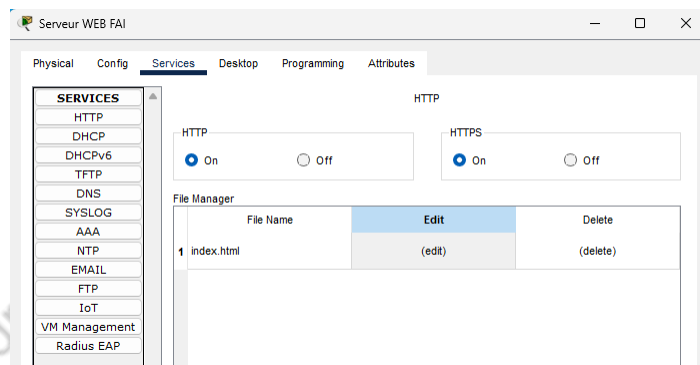 Serveur WEB FAI
Physical Config Services Desktop Programming Attributes
SERVICES
HTTP
DHCP
DHCPv6
TFTP
DNS
SYSLOG
AAA
NTP
EMAIL
FTP
IoT
VM Management
Radius EAP
HTTP
HTTP
On Off
HTTPS
On Off
File Manager
File Name Edit Delete
1 index.html (edit) (delete)